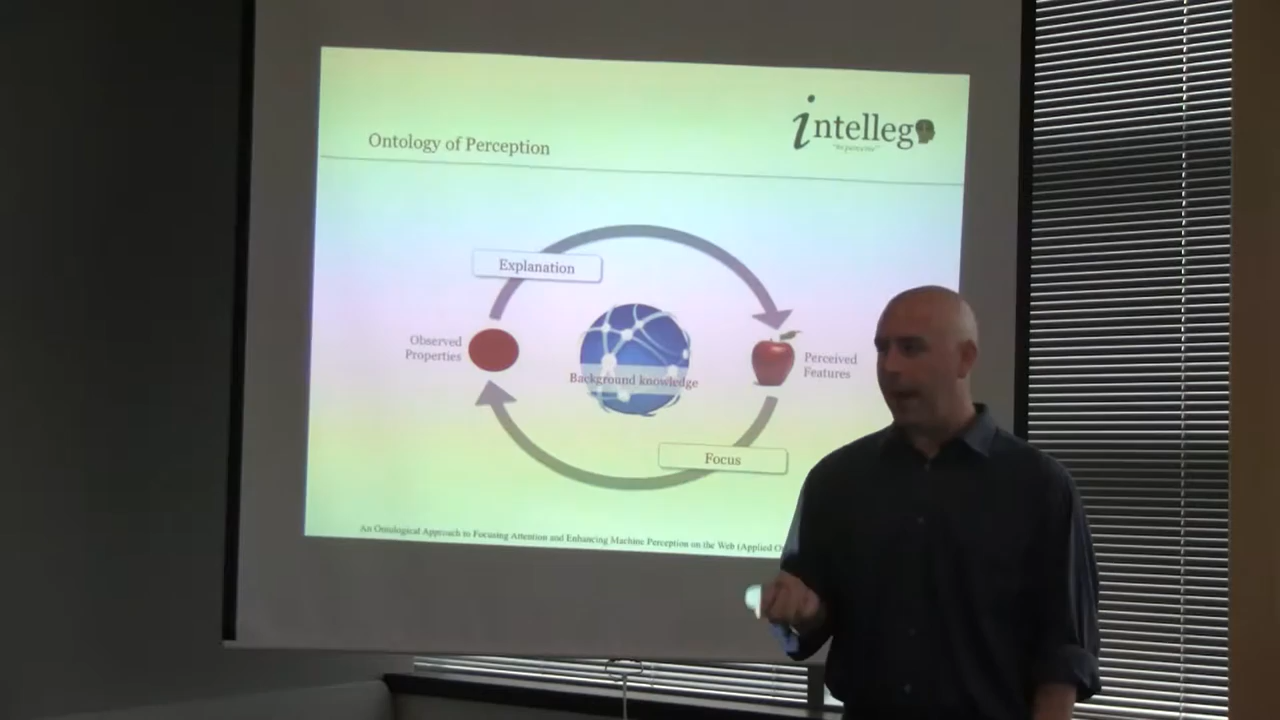 intellego
Ontology of Perception
Explanation
Observed
Properties
Perceived
Features
Background knowledge
Focus
An Ontological Approach to Focusing Attention and Enhancing Machine Perception on the Web (Applied